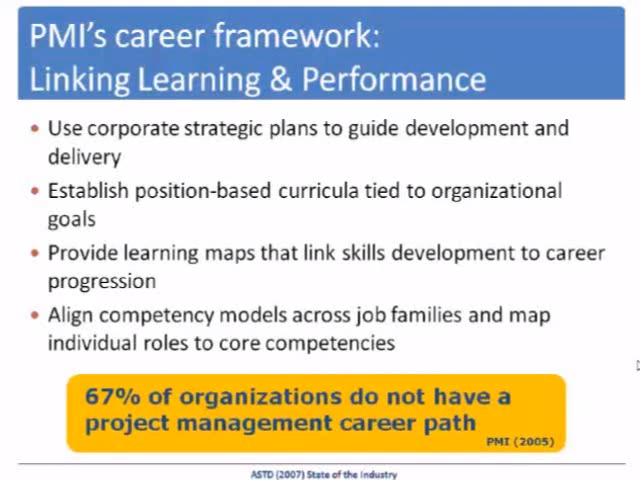 PMI's career framework:
Linking Learning & Performance
• Use corporate strategic plans to guide development and
delivery
• Establish position-based curricula tied to organizational
goals
• Provide learning maps that link skills development to career
progression
• Align competency models across job families and map
individual roles to core competencies
67% of organizations do not have a
project management career path
PMI (2005)
ASTD (2007) State of the Industry